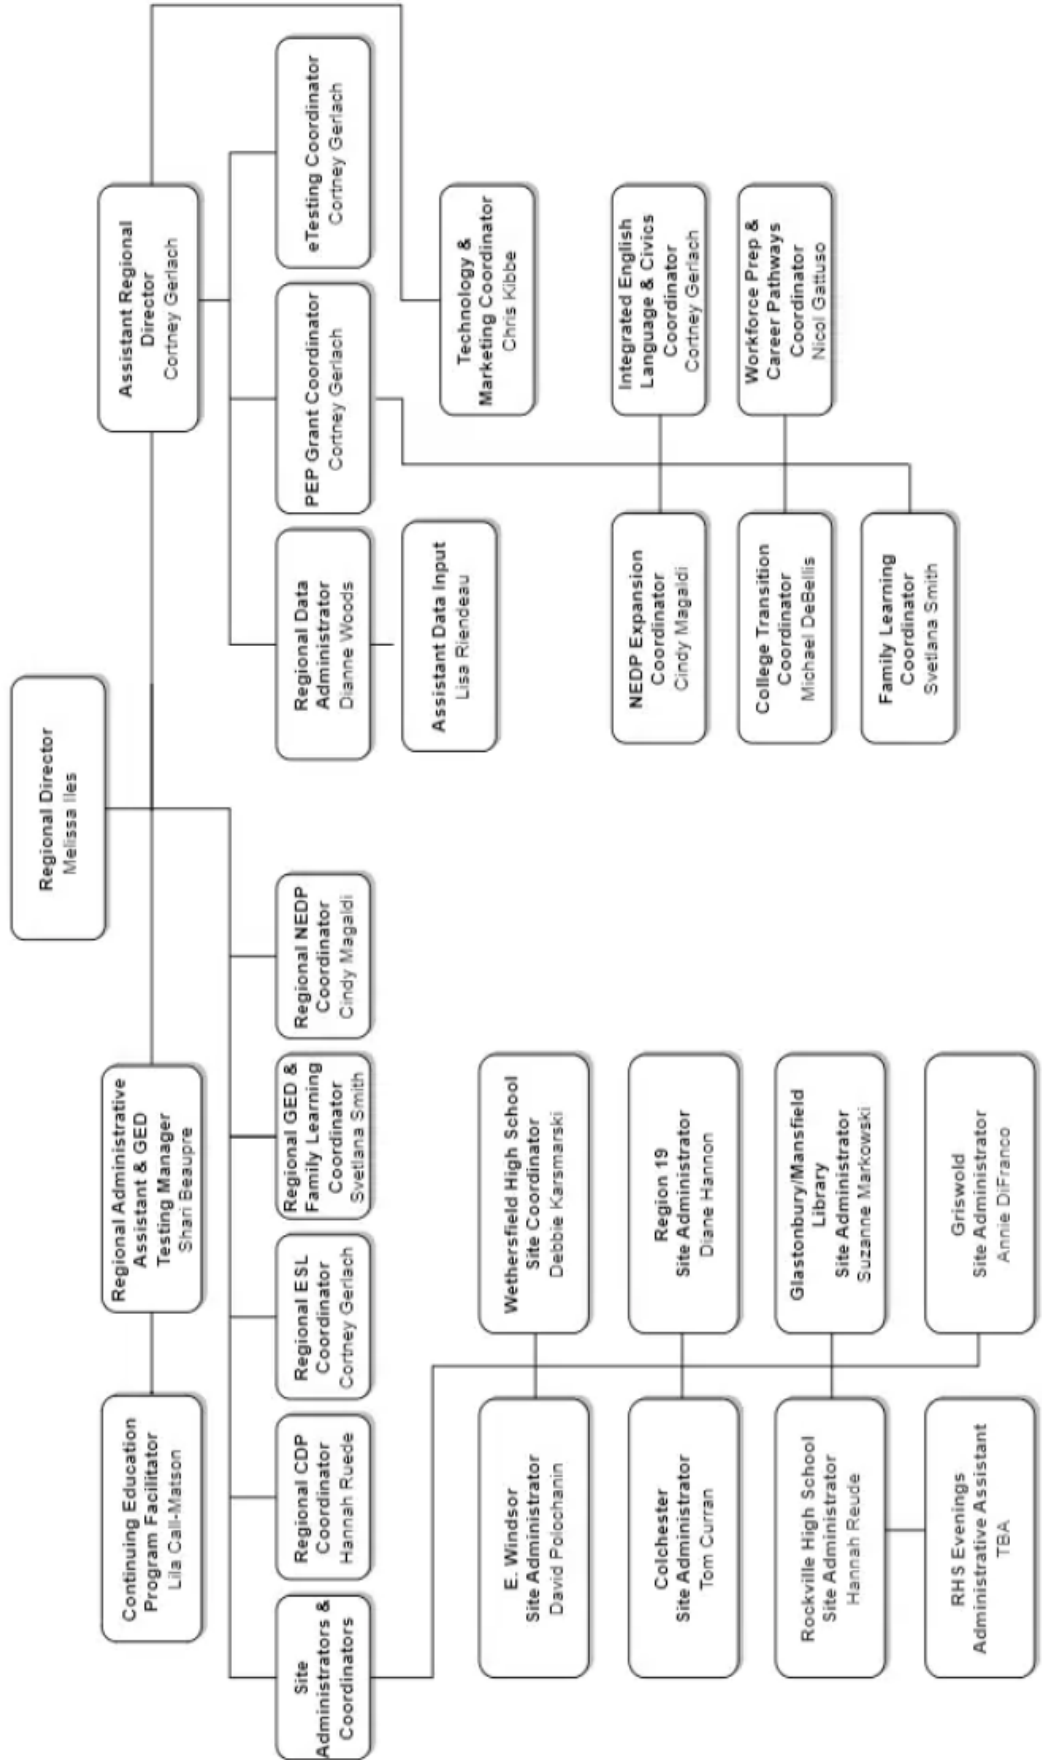 Regional Director
Melissa Iles
Continuing Education
Program Facilitator
Lila Call-Matson
Regional Administrative
Assistant & GED
Testing Manager
Shari Beaupre
Assistant Regional
Director
Cortney Gerlach
Site
Administrators &
Coordinators
Regional CDP
Coordinator
Hannah Ruede
Regional ESL
Coordinator
Cortney Gerlach
Regional GED &
Family Learning
Coordinator
Svetlana Smith
Regional NEDP
Coordinator
Cindy Magaldi
Regional Data
Administrator
Dianne Woods
PEP Grant Coordinator
Cortney Gerlach
eTesting Coordinator
Cortney Gerlach
Assistant Data Input
Lisa Riendeau
Technology &
Marketing Coordinator
Chris Kibbe
E. Windsor
Site Administrator
David Polochanin
Wethersfield High School
Site Coordinator
Debbie Karsmarski
NEDP Expansion
Coordinator
Cindy Magaldi
Integrated English
Language & Civics
Coordinator
Cortney Gerlach
Colchester
Site Administrator
Tom Curran
Region 19
Site Administrator
Diane Hannon
College Transition
Coordinator
Michael DeBellis
Workforce Prep &
Career Pathways
Coordinator
Nicol Gattuso
Rockville High School
Site Administrator
Hannah Reude
Glastonbury/Mansfield
Library
Site Administrator
Suzanne Markowski
Family Learning
Coordinator
Svetlana Smith
RHS Evenings
Administrative Assistant
TBA
Griswold
Site Administrator
Annie DiFranco